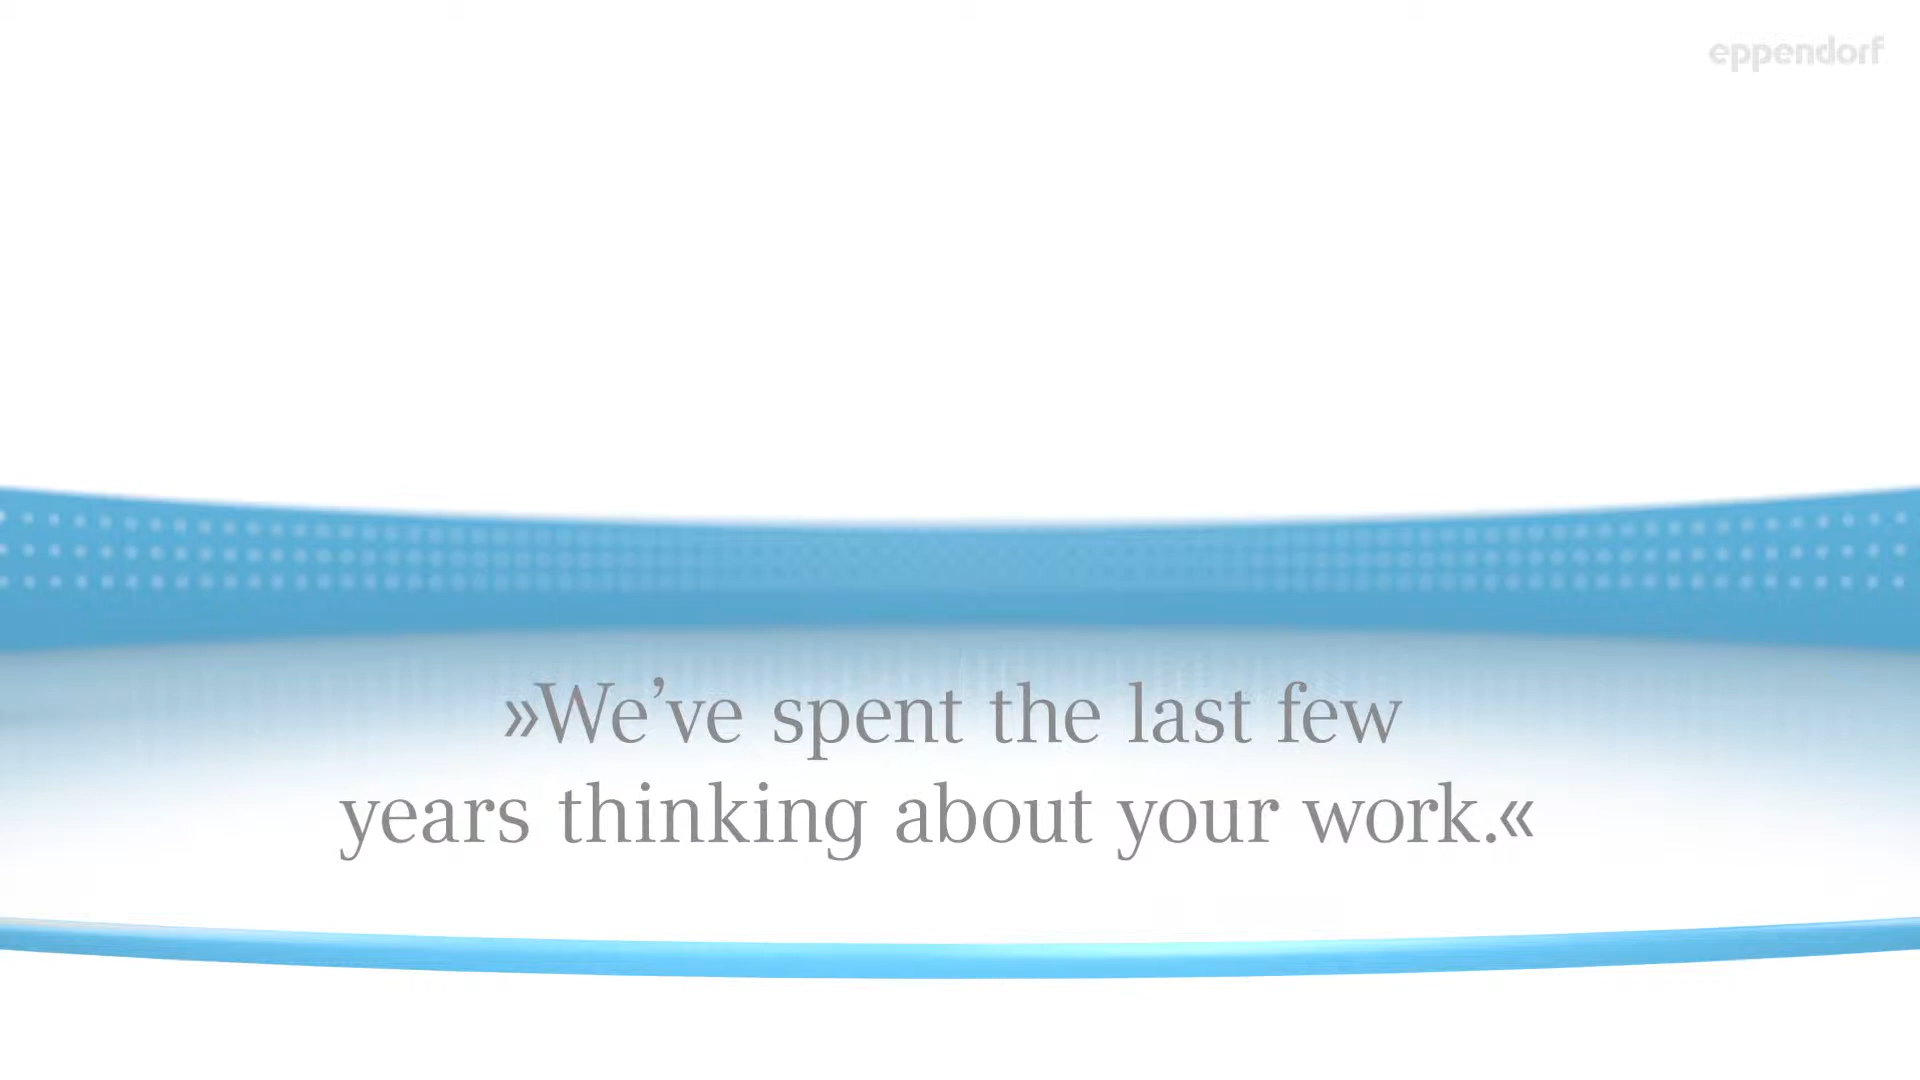 eppendorf
»We’ve spent the last few
years thinking about your work.«